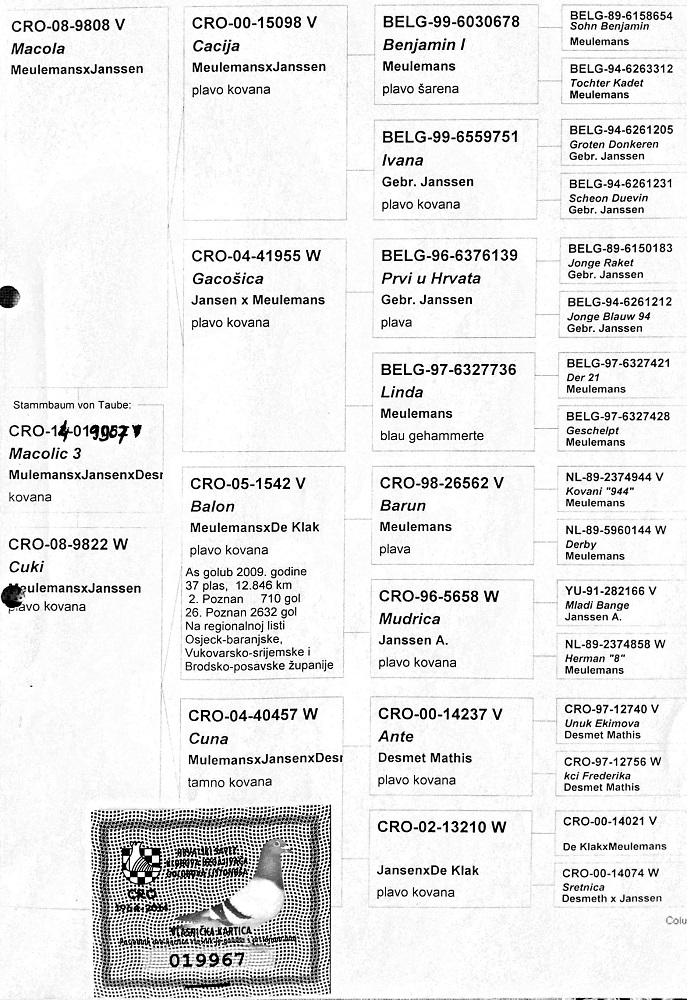 CRO-08-9808 V
Macola
MeulemansxJanssen
CRO-00-15098 V
Cacija
MeulemansxJanssen
plavo kovana
BELG-99-6030678
Benjamin I
Meulemans
plavo šarena
BELG-89-6158654
Sohn Benjamin
Meulemans
BELG-94-6263312
Tochter Kadet
Meulemans
BELG-99-6559751
Ivana
Gebr. Janssen
plavo kovana
BELG-94-6261205
Groten Donkeren
Gebr. Janssen
BELG-94-6261231
Scheon Duevin
Gebr. Janssen
CRO-04-41955 W
Gacošica
Jansen x Meulemans
plavo kovana
BELG-96-6376139
Prvi u Hrvata
Gebr. Janssen
plava
BELG-89-6150183
Jonge Raket
Gebr. Janssen
BELG-94-6261212
Jonge Blauw 94
Gebr. Janssen
BELG-97-6327736
Linda
Meulemans
blau gehammerte
BELG-97-6327421
Der 21
Meulemans
BELG-97-6327428
Geschelpt
Meulemans
Stammbaum von Taube:
Macolic 3
MulemansxJansenxDesr
kovana
CRO-08-9822 W
Cuki
MeulemansxJanssen
plavo kovana
CRO-05-1542 V
Balon
MeulemansxDe Klak
plavo kovana
As golub 2009. godine
37 plas, 12.846 km
2. Poznan 710 gol
26. Poznan 2632 gol
Na regionalnoj listi
Osjeck-baranjske,
Vukovarsko-srijemske i
Brodsko-posavske županije
CRO-98-26562 V
Barun
Meulemans
plava
NL-89-2374944 V
Kovani "944"
Meulemans
NL-89-5960144 W
Derby
Meulemans
CRO-96-5658 W
Mudrica
Janssen A.
plavo kovana
YU-91-282166 V
Mladi Bange
Janssen A.
NL-89-2374858 W
Herman "8"
Meulemans
CRO-04-40457 W
Cuna
MulemansxJansenxDesr
tamno kovana
CRO-00-14237 V
Ante
Desmet Mathis
plavo kovana
CRO-97-12740 V
Unuk Ekimova
Desmet Mathis
CRO-97-12756 W
kci Frederika
Desmet Mathis
CRO-02-13210 W
JansenxDe Klak
plavo kovana
CRO-00-14021 V
De KlakxMeulemans
CRO-00-14074 W
Sretnica
Desmeth x Janssen
Colu
CRO
VLASNIČKA KARTICA
019967